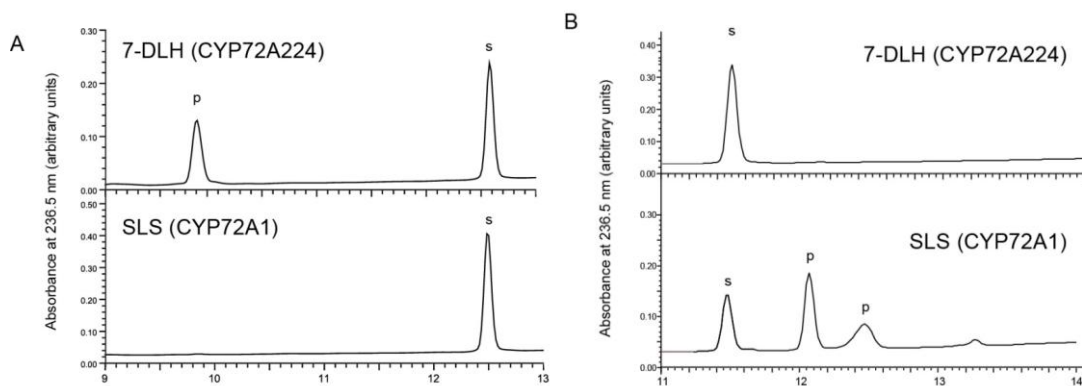 A
Absorbance at 236.5 nm (arbitrary units)
0.30
0.20
0.10
0.00
7-DLH (CYP72A224)
p
s
0.50
0.40
0.30
0.20
0.10
0.00
SLS (CYP72A1)
s
9
10
11
12
13
B
Absorbance at 236.5 nm (arbitrary units)
0.40
0.30
0.20
0.10
0.00
s
7-DLH (CYP72A224)
0.30
0.20
0.10
0.00
SLS (CYP72A1)
s
p
p
11
12
13
14